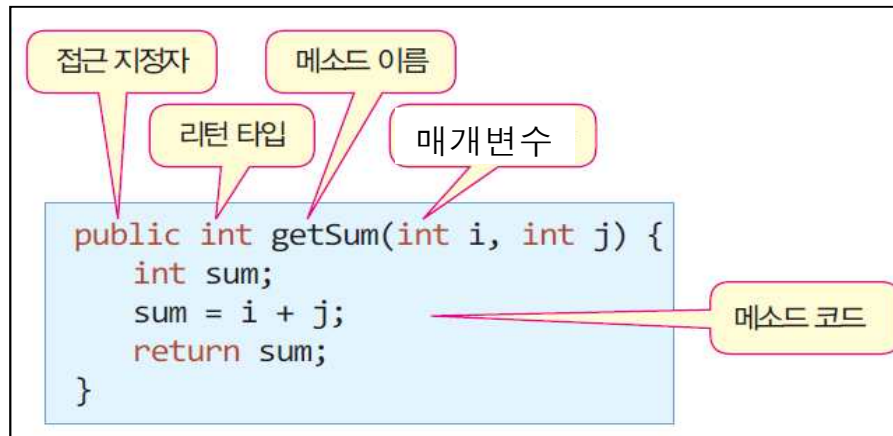 접근 지정자
메소드 이름
리턴 타입
매개변수
public int getSum(int i, int j) {
int sum;
sum = i + j;
return sum;
}
메소드 코드